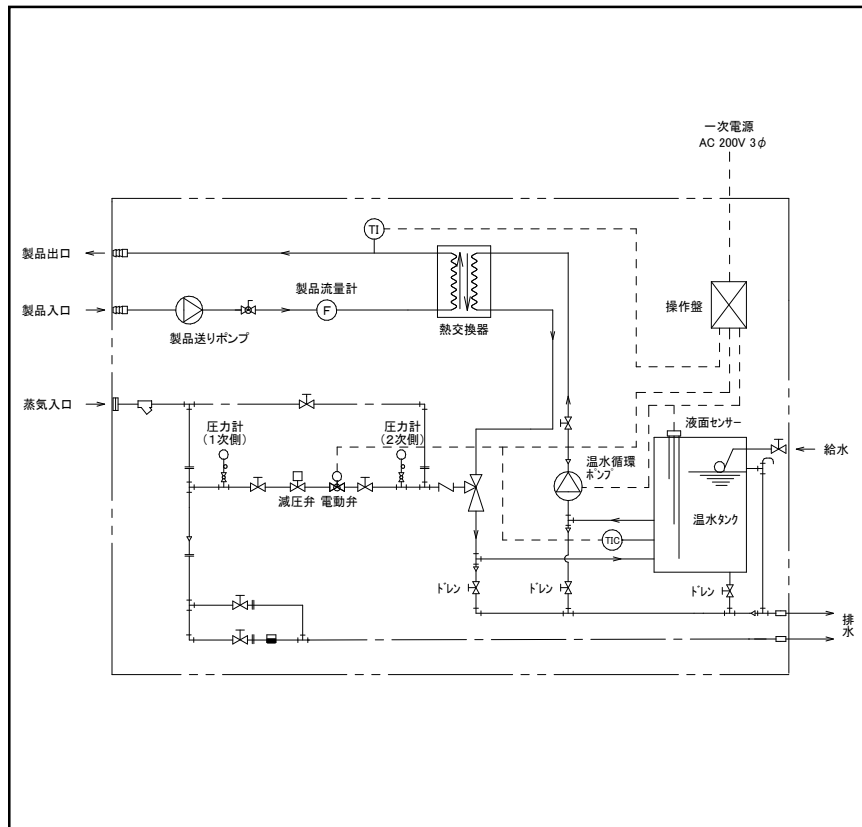 一次電源
AC 200V 3φ
製品出口
TI
製品入口
製品流量計
F
操作盤
製品送りポンプ
熱交換器
蒸気入口
圧力計
(1次側)
圧力計
(2次側)
液面センサー
給水
温水循環
ポンプ
減圧弁
電動弁
温水タンク
TIC
ドレン
ドレン
ドレン
排水